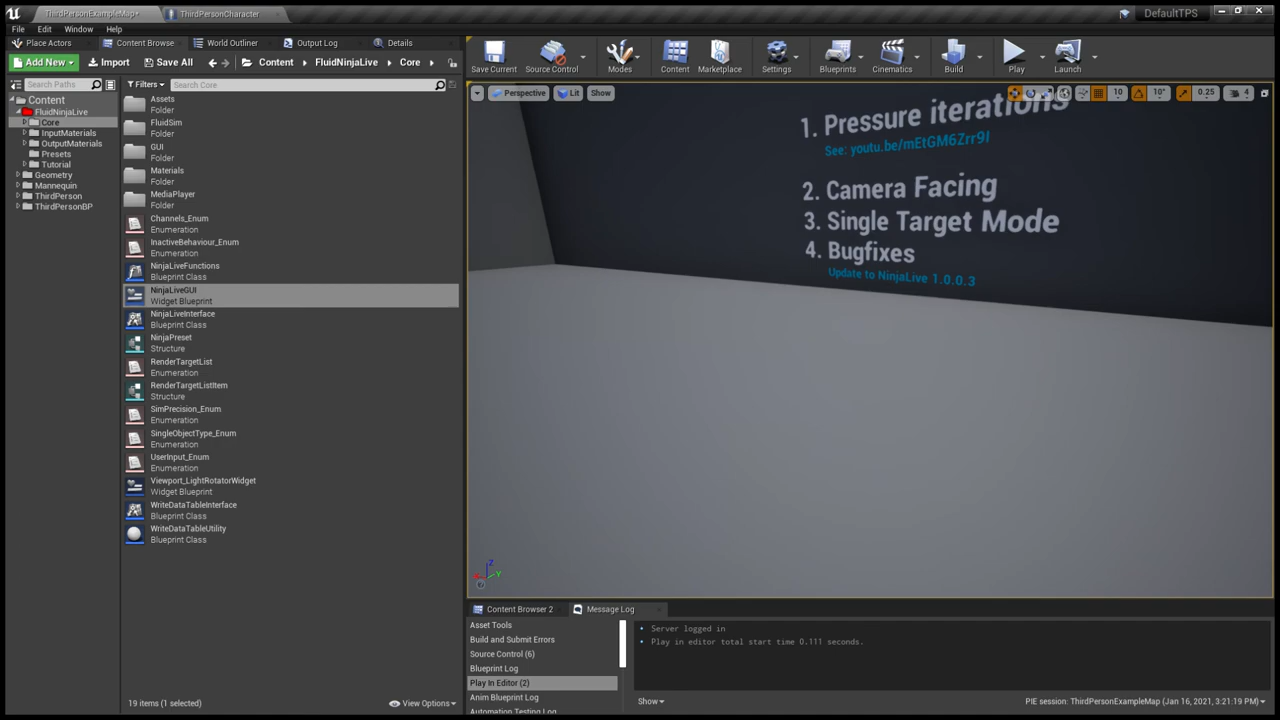 ThirdPersonExampleMap*
ThirdPersonCharacter
DefaultTPS
File
Edit
Window
Help
Place Actors
Content Browse
World Outliner
Output Log
Details
Add New
Import
Save All
Content
FluidNinjaLive
Core
Search Paths
Filters
Search Core
Content
FluidNinjaLive
Core
InputMaterials
OutputMaterials
Presets
Tutorial
Geometry
Mannequin
ThirdPerson
ThirdPersonBP
Assets
Folder
FluidSim
Folder
GUI
Folder
Materials
Folder
MediaPlayer
Folder
Channels_Enum
Enumeration
InactiveBehaviour_Enum
Enumeration
NinjaLiveFunctions
Blueprint Class
NinjaLiveGUI
Widget Blueprint
NinjaLiveInterface
Blueprint Class
NinjaPreset
Structure
RenderTargetList
Enumeration
RenderTargetListItem
Structure
SimPrecision_Enum
Enumeration
SingleObjectType_Enum
Enumeration
UserInput_Enum
Enumeration
Viewport_LightRotatorWidget
Widget Blueprint
WriteDataTableInterface
Blueprint Class
WriteDataTableUtility
Blueprint Class
19 items (1 selected)
View Options
Save Current
Source Control
Modes
Content
Marketplace
Settings
Blueprints
Cinematics
Build
Play
Launch
Perspective
Lit
Show
10
10°
0.25
4
1. Pressure iterations
See: youtu.be/mEtGM6Zrr9I
2. Camera Facing
3. Single Target Mode
4. Bugfixes
Update to NinjaLive 1.0.0.3
Z
Y
Content Browser 2
Message Log
Asset Tools
Build and Submit Errors
Source Control (6)
Blueprint Log
Play In Editor (2)
Anim Blueprint Log
Automation Testing Log
• Server logged in
• Play in editor total start time 0.111 seconds.
Show
PIE session: ThirdPersonExampleMap (Jan 16, 2021, 3:21:19 PM)